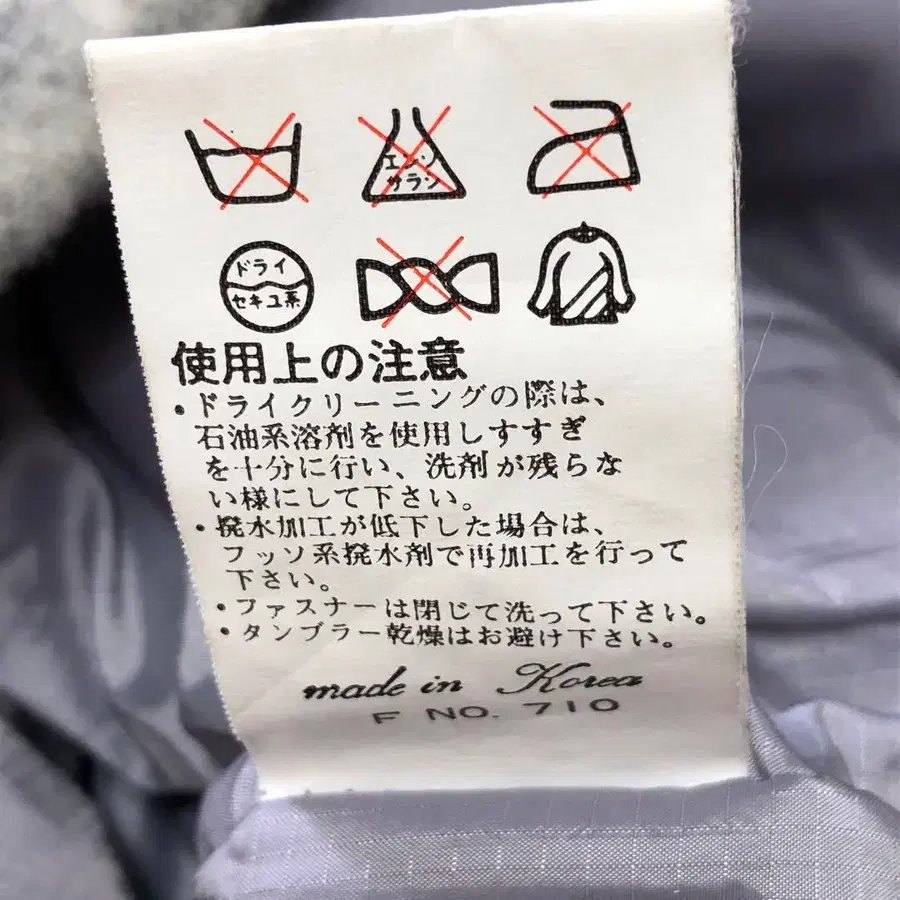 エンソ
サラシ
ドライ
セキユ系
使用上の注意
・ドライクリーニングの際は、
石油系溶剤を使用しすすぎ
を十分に行い、洗剤が残らな
い様にして下さい。
・撥水加工が低下した場合は、
フッソ系撥水剤で再加工を行って
下さい。
・ファスナーは閉じて洗って下さい。
・タンブラー乾燥はお避け下さい。
made in Korea
F NO. 710